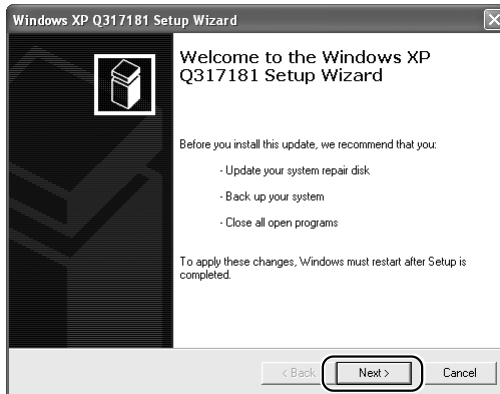 Windows XP Q317181 Setup Wizard
Welcome to the Windows XP
Q317181 Setup Wizard
Before you install this update, we recommend that you:
- Update your system repair disk
- Back up your system
- Close all open programs
To apply these changes, Windows must restart after Setup is
completed.
< Back Next > Cancel